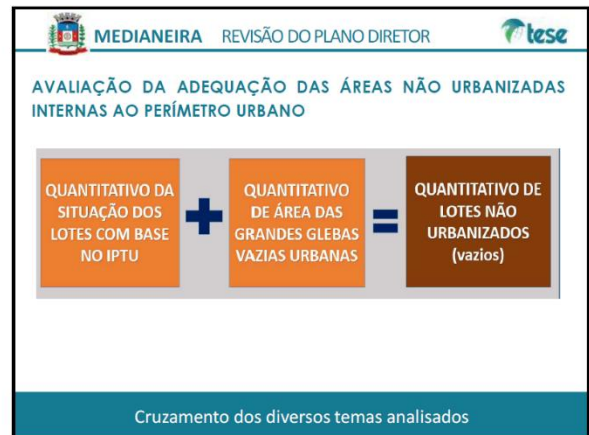 MEDIANEIRA REVISÃO DO PLANO DIRETOR
tese
AVALIAÇÃO DA ADEQUAÇÃO DAS ÁREAS NÃO URBANIZADAS
INTERNAS AO PERÍMETRO URBANO
QUANTITATIVO DA
SITUAÇÃO DOS
LOTES COM BASE
NO IPTU
+
QUANTITATIVO
DE ÁREA DAS
GRANDES GLEBAS
VAZIAS URBANAS
=
QUANTITATIVO DE
LOTES NÃO
URBANIZADOS
(vazios)
Cruzamento dos diversos temas analisados